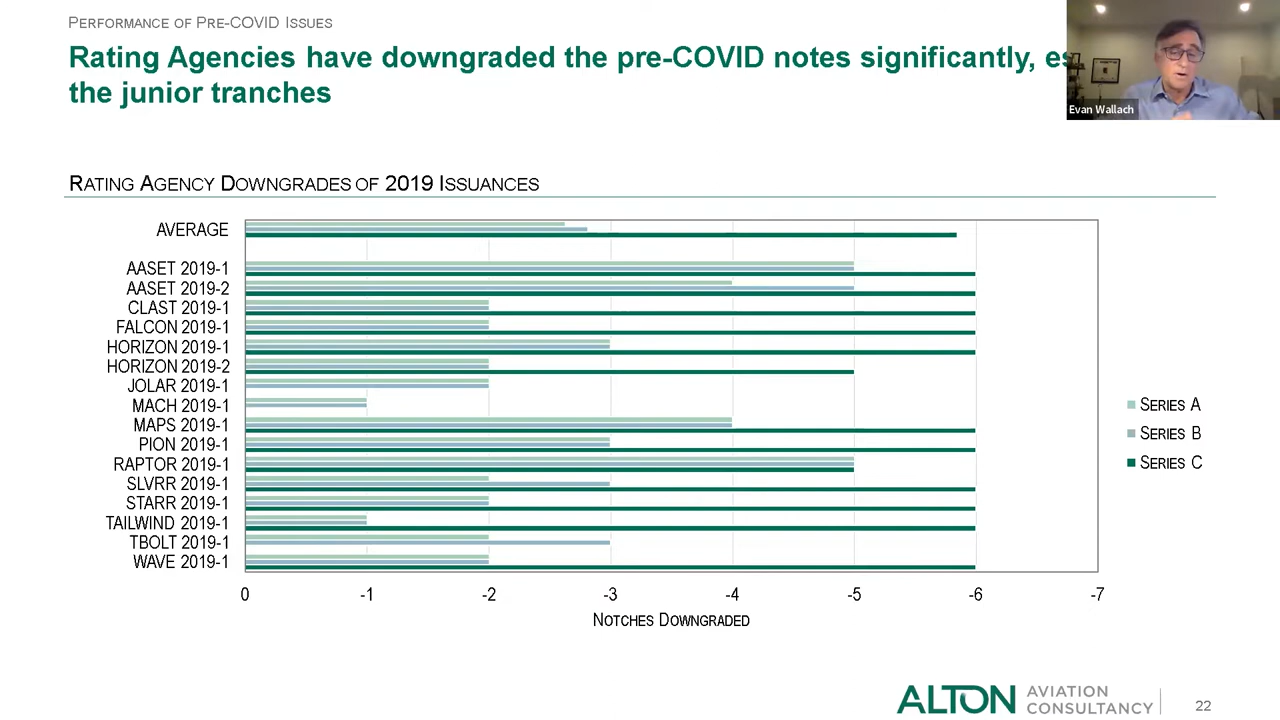 PERFORMANCE OF PRE-COVID ISSUES
Rating Agencies have downgraded the pre-COVID notes significantly,
the junior tranches
Evan Wallach
RATING AGENCY DOWNGRADES OF 2019 ISSUANCES
AVERAGE
AASET 2019-1
AASET 2019-2
CLAST 2019-1
FALCON 2019-1
HORIZON 2019-1
HORIZON 2019-2
JOLAR 2019-1
MACH 2019-1
MAPS 2019-1
PION 2019-1
RAPTOR 2019-1
SLVRR 2019-1
STARR 2019-1
TAILWIND 2019-1
TBOLT 2019-1
WAVE 2019-1
0 -1 -2 -3 -4 -5 -6 -7
NOTCHES DOWNGRADED
SERIES A
SERIES B
SERIES C
ALTON AVIATION CONSULTANCY
22